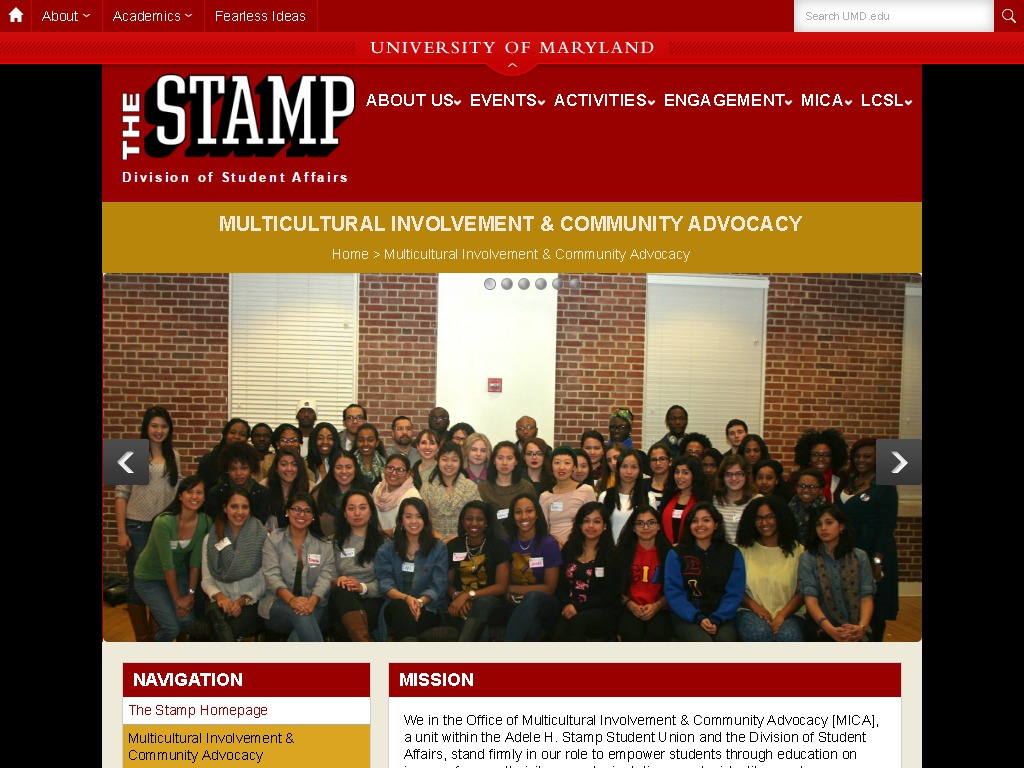 About
Academics
Fearless Ideas
Search UMD.edu
UNIVERSITY OF MARYLAND
THE STAMP
Division of Student Affairs
ABOUT US
EVENTS
ACTIVITIES
ENGAGEMENT
MICA
LCSL
MULTICULTURAL INVOLVEMENT & COMMUNITY ADVOCACY
Home > Multicultural Involvement & Community Advocacy
NAVIGATION
The Stamp Homepage
Multicultural Involvement &
Community Advocacy
MISSION
We in the Office of Multicultural Involvement & Community Advocacy [MICA],
a unit within the Adele H. Stamp Student Union and the Division of Student
Affairs, stand firmly in our role to empower students through education on